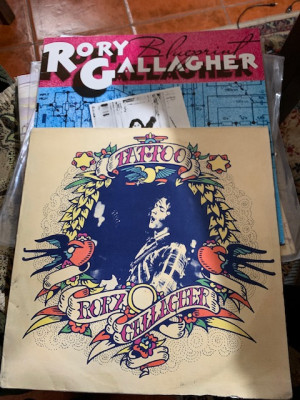 RORY Blueprint
GALLAGHER
TATTOO
RORY
GALLAGHER